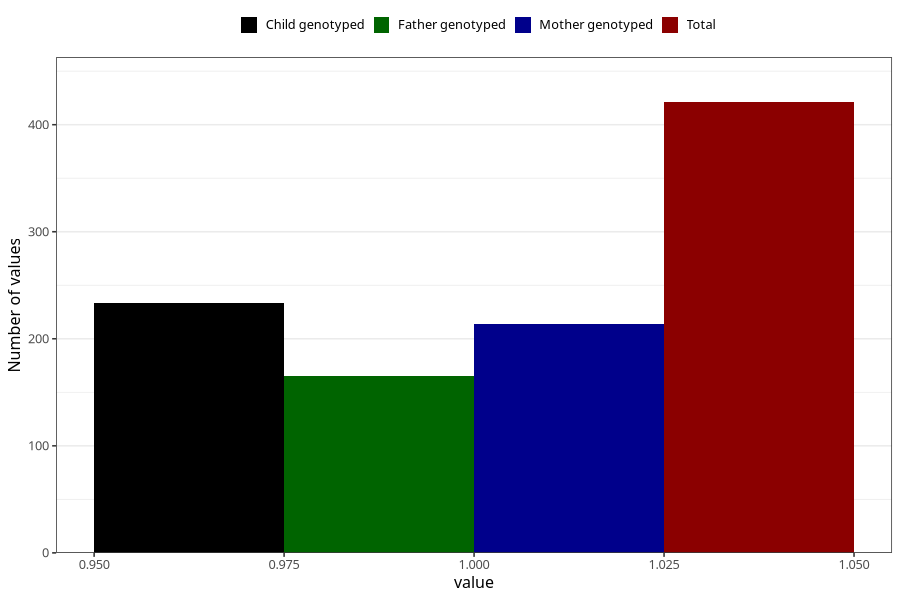 Child genotyped Father genotyped Mother genotyped Total
Number of values
400
300
200
100
0
0.950 0.975 1.000 1.025 1.050
value